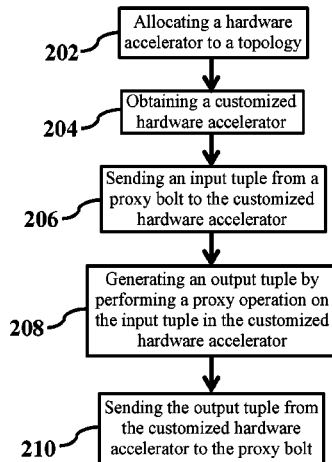 Allocating a hardware
accelerator to a topology
202
Obtaining a customized
hardware accelerator
204
Sending an input tuple from a
proxy bolt to the customized
hardware accelerator
206
Generating an output tuple by
performing a proxy operation on
the input tuple in the customized
hardware accelerator
208
Sending the output tuple from
the customized hardware
accelerator to the proxy bolt
210